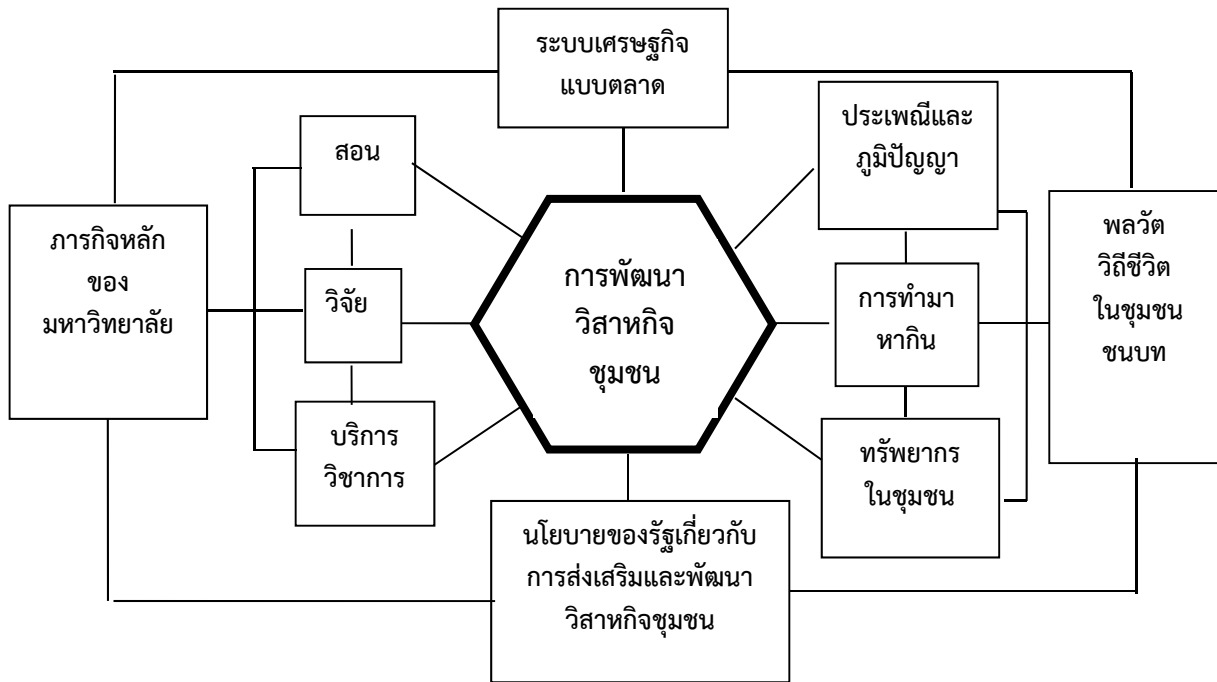 ระบบเศรษฐกิจ
แบบตลาด
สอน
ประเพณีและ
ภูมิปัญญา
ภารกิจหลัก
ของ
มหาวิทยาลัย
วิจัย
การพัฒนา
วิสาหกิจ
ชุมชน
การทำมา
หากิน
พลวัต
วิถีชีวิต
ในชุมชน
ชนบท
บริการ
วิชาการ
ทรัพยากร
ในชุมชน
นโยบายของรัฐเกี่ยวกับ
การส่งเสริมและพัฒนา
วิสาหกิจชุมชน